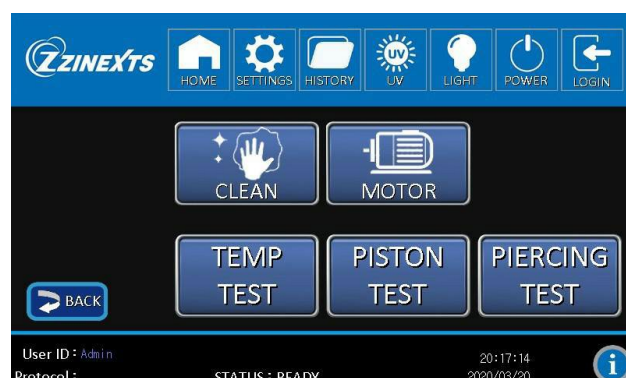 ZINEXTS
HOME SETTINGS HISTORY UV LIGHT POWER LOGIN
UV
CLEAN MOTOR
TEMP TEST PISTON TEST PIERCING TEST
BACK
User ID : Admin
20:17:14
Protocol :
STATUS : READY
2020/03/20
i